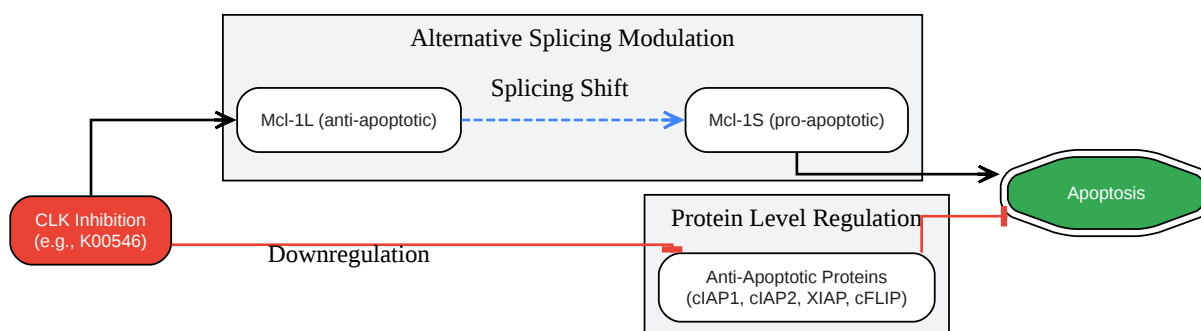 Alternative Splicing Modulation
Splicing Shift
Mcl-1L (anti-apoptotic)
Mcl-1S (pro-apoptotic)
Apoptosis
CLK Inhibition
(e.g., K00546)
Downregulation
Protein Level Regulation
Anti-Apoptotic Proteins
(cIAP1, cIAP2, XIAP, cFLIP)